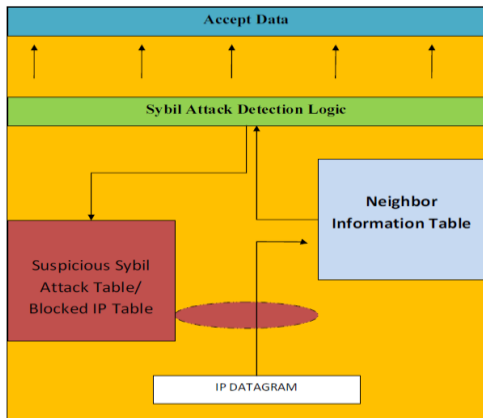 Accept Data
Sybil Attack Detection Logic
Neighbor
Information Table
Suspicious Sybil
Attack Table/
Blocked IP Table
IP DATAGRAM